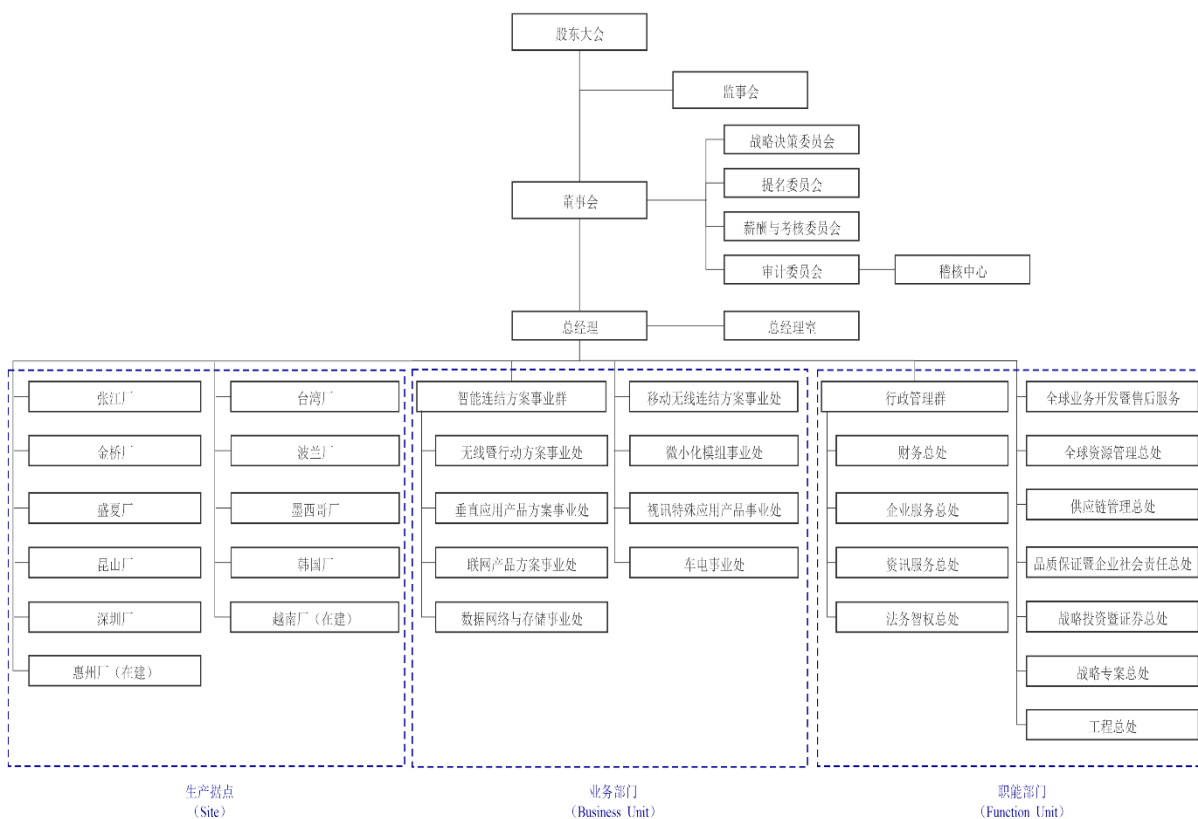 股东大会
监事会
战略决策委员会
提名委员会
董事会
薪酬与考核委员会
审计委员会
稽核中心
总经理
总经理室
张江厂
台湾厂
金桥厂
波兰厂
盛夏厂
墨西哥厂
昆山厂
韩国厂
深圳厂
越南厂（在建）
惠州厂（在建）
智能连结方案事业群
移动无线连结方案事业处
无线暨行动方案事业处
微小化模组事业处
垂直应用产品方案事业处
视讯特殊应用产品事业处
联网产品方案事业处
车电事业处
数据网络与存储事业处
行政管理群
全球业务开发暨售后服务
财务总处
全球资源管理总处
企业服务总处
供应链管理总处
资讯服务总处
品质保证暨企业社会责任总处
法务智权总处
战略投资暨证券总处
战略专案总处
工程总处
生产据点
（Site）
业务部门
（Business Unit）
职能部门
（Function Unit）